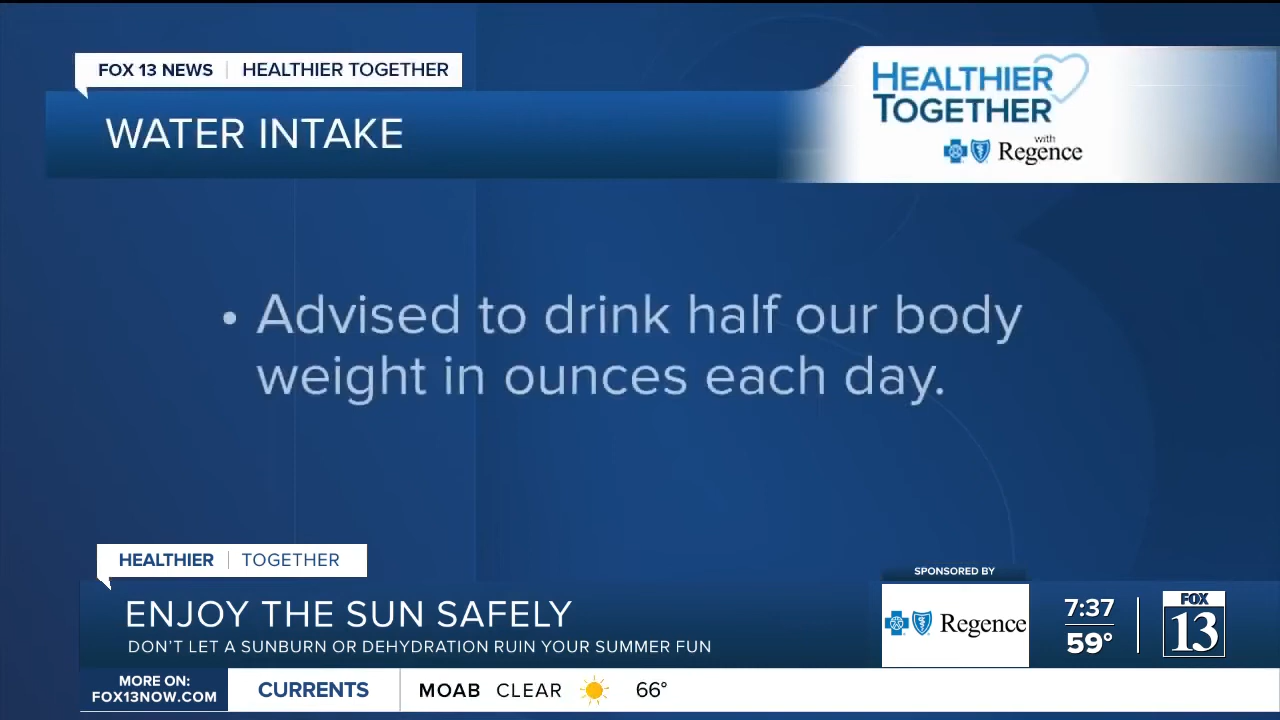 FOX 13 NEWS | HEALTHIER TOGETHER
WATER INTAKE
HEALTHIER
TOGETHER
with
Regence
• Advised to drink half our body
weight in ounces each day.
HEALTHIER | TOGETHER
ENJOY THE SUN SAFELY
DON'T LET A SUNBURN OR DEHYDRATION RUIN YOUR SUMMER FUN
SPONSORED BY
Regence
7:37
59°
FOX
13
MORE ON:
FOX13NOW.COM
CURRENTS
MOAB CLEAR 66°